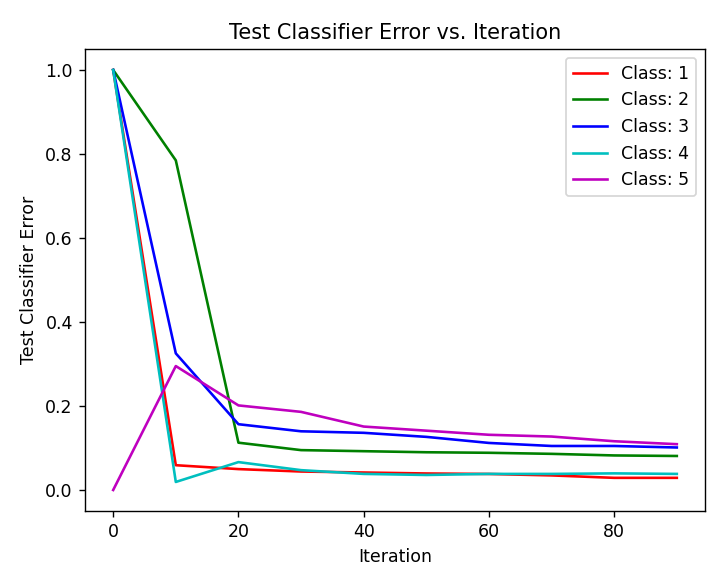 Test Classifier Error vs. Iteration
Class: 1
Class: 2
Class: 3
Class: 4
Class: 5
Test Classifier Error
1.0
0.8
0.6
0.4
0.2
0.0
0 20 40 60 80
Iteration